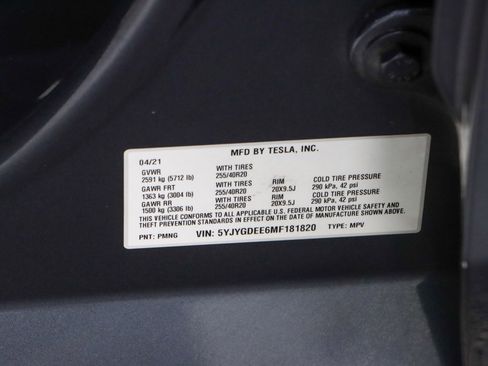 MFD BY TESLA, INC.
04/21
GVWR WITH TIRES
2591 kg (5712 lb) 255/40R20
GAWR FRT WITH TIRES RIM COLD TIRE PRESSURE
1363 kg (3004 lb) 255/40R20 20X9.5J 290 kPa, 42 psi
GAWR RR WITH TIRES RIM COLD TIRE PRESSURE
1500 kg (3306 lb) 255/40R20 20X9.5J 290 kPa, 42 psi
THIS VEHICLE CONFORMS TO ALL APPLICABLE U.S. FEDERAL MOTOR VEHICLE SAFETY AND
THEFT PREVENTION STANDARDS IN EFFECT ON THE DATE OF MANUFACTURE SHOWN ABOVE.
PNT: PMNG VIN: 5YJYGDEE6MF181820 TYPE: MPV